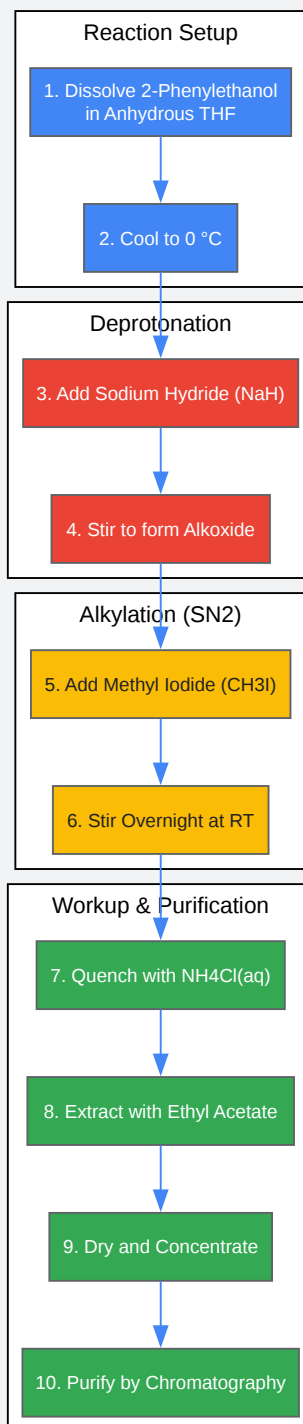 Reaction Setup
1. Dissolve 2-Phenylethanol
in Anhydrous THF
2. Cool to 0 °C
Deprotonation
3. Add Sodium Hydride (NaH)
4. Stir to form Alkoxide
Alkylation (SN2)
5. Add Methyl Iodide (CH3I)
6. Stir Overnight at RT
Workup & Purification
7. Quench with NH4Cl(aq)
8. Extract with Ethyl Acetate
9. Dry and Concentrate
10. Purify by Chromatography